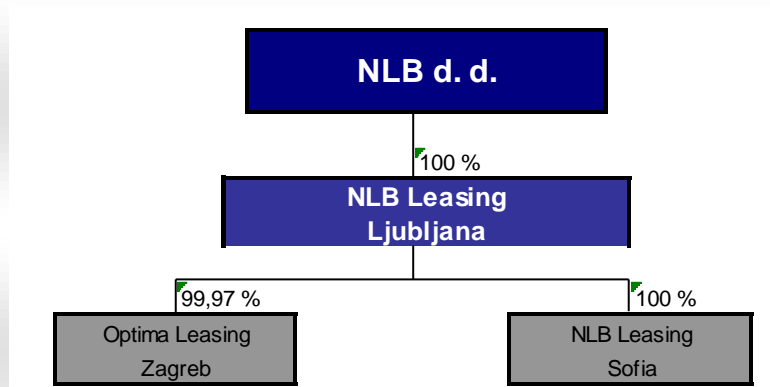 NLB d. d.
100 %
NLB Leasing
Ljubljana
99,97 %
100 %
Optima Leasing
Zagreb
NLB Leasing
Sofia